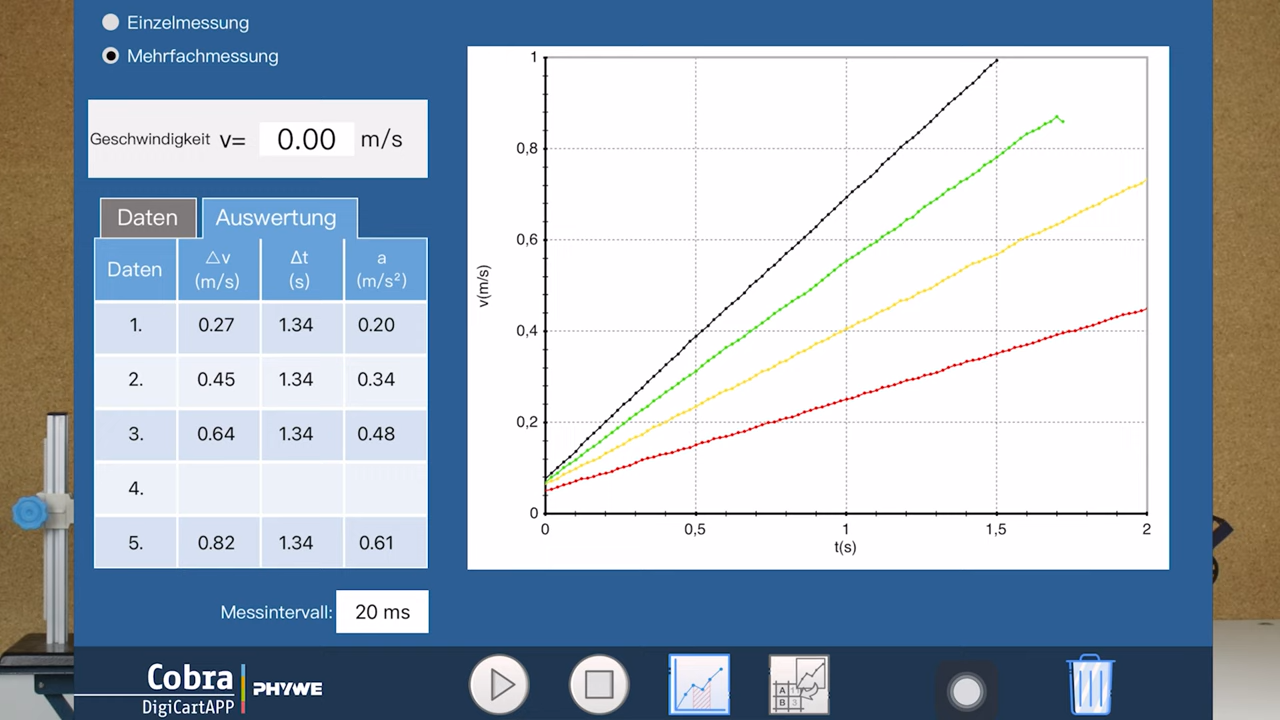 Einzelmessung
Mehrfachmessung
Geschwindigkeit v= 0.00 m/s
Daten Auswertung
Daten △v (m/s) Δt (s) a (m/s²)
1. 0.27 1.34 0.20
2. 0.45 1.34 0.34
3. 0.64 1.34 0.48
4.
5. 0.82 1.34 0.61
Messintervall: 20 ms
v(m/s)
1
0,8
0,6
0,4
0,2
0
0 0,5 1 1,5 2
t(s)
Cobra
DigiCartAPP
PHYWE
A 1
B 3